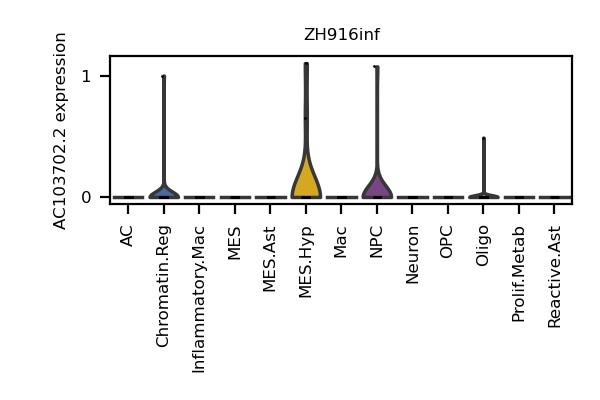 ZH916inf
AC103702.2 expression
1
0
AC
Chromatin.Reg
Inflammatory.Mac
MES
MES.Ast
MES.Hyp
Mac
NPC
Neuron
OPC
Oligo
Prolif.Metab
Reactive.Ast